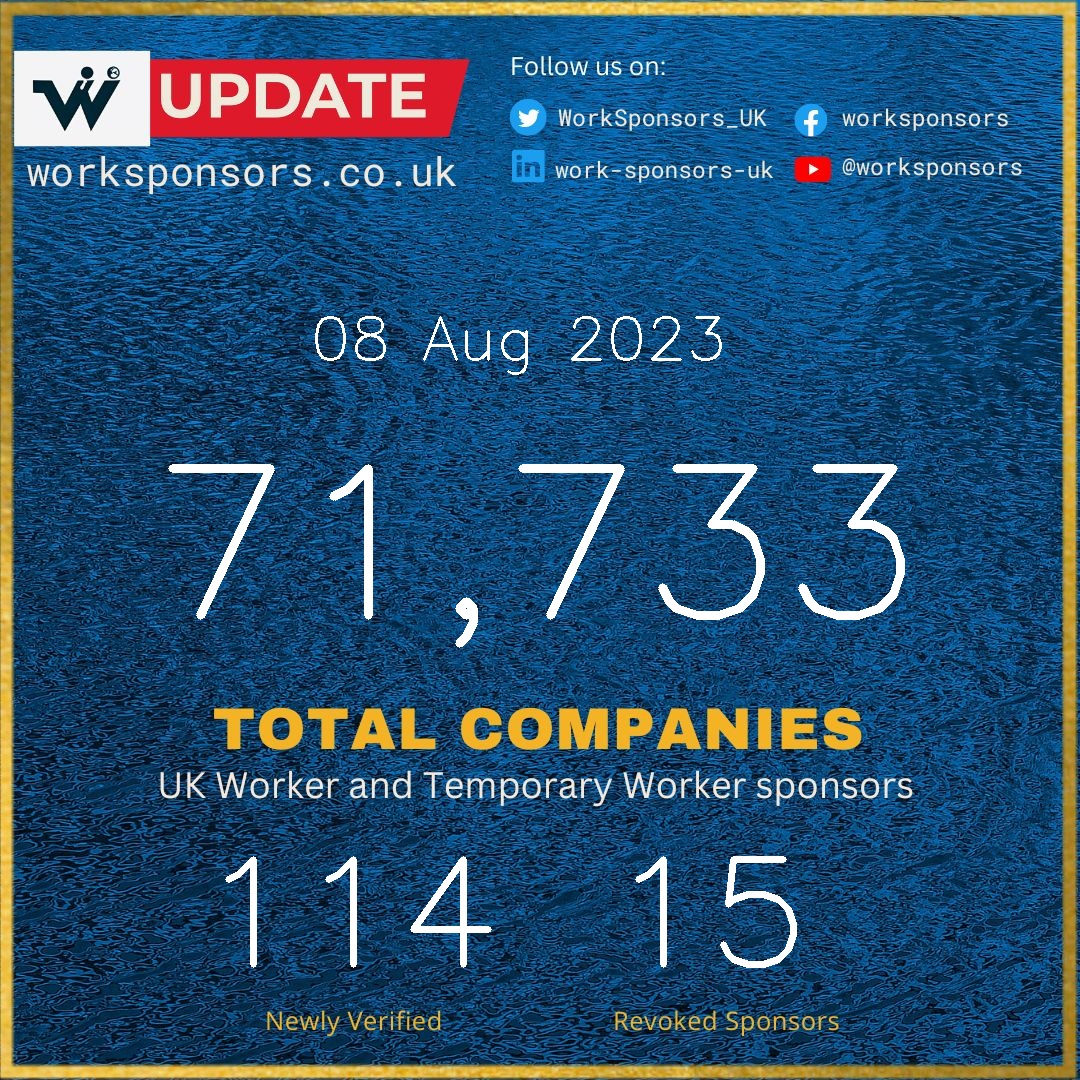 UPDATE
worksponsors.co.uk
Follow us on:
WorkSponsors_UK
worksponsors
work-sponsors-uk
@worksponsors
08 Aug 2023
71,733
TOTAL COMPANIES
UK Worker and Temporary Worker sponsors
114 15
Newly Verified Revoked Sponsors